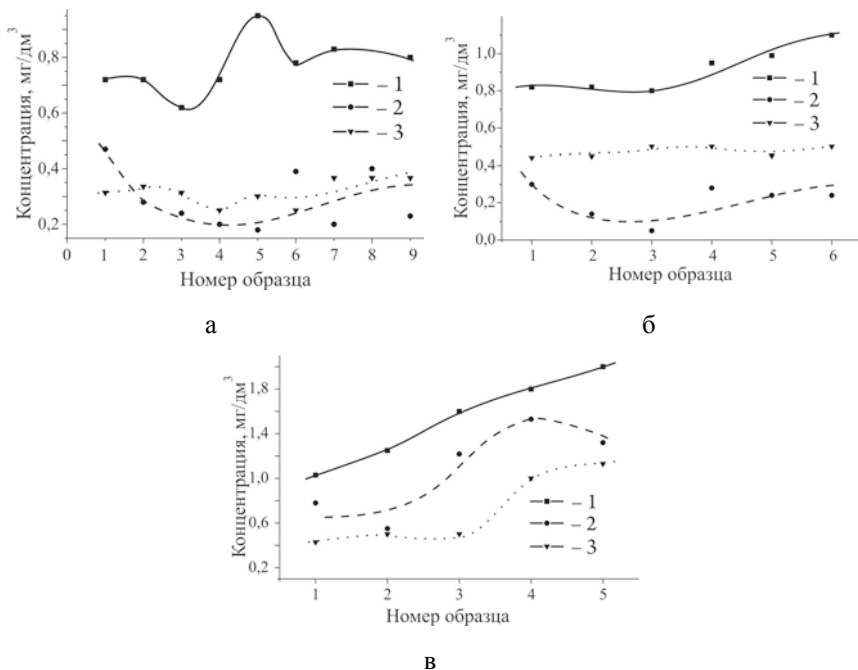 Концентрация, мг/дм³
0,8
0,6
0,4
0,2
0 1 2 3 4 5 6 7 8 9
Номер образца
– 1
– 2
– 3
а
Концентрация, мг/дм³
1,0
0,8
0,6
0,4
0,2
0,0
1 2 3 4 5 6
Номер образца
– 1
– 2
– 3
б
Концентрация, мг/дм³
1,8
1,4
1,0
0,6
0,2
1 2 3 4 5
Номер образца
– 1
– 2
– 3
в